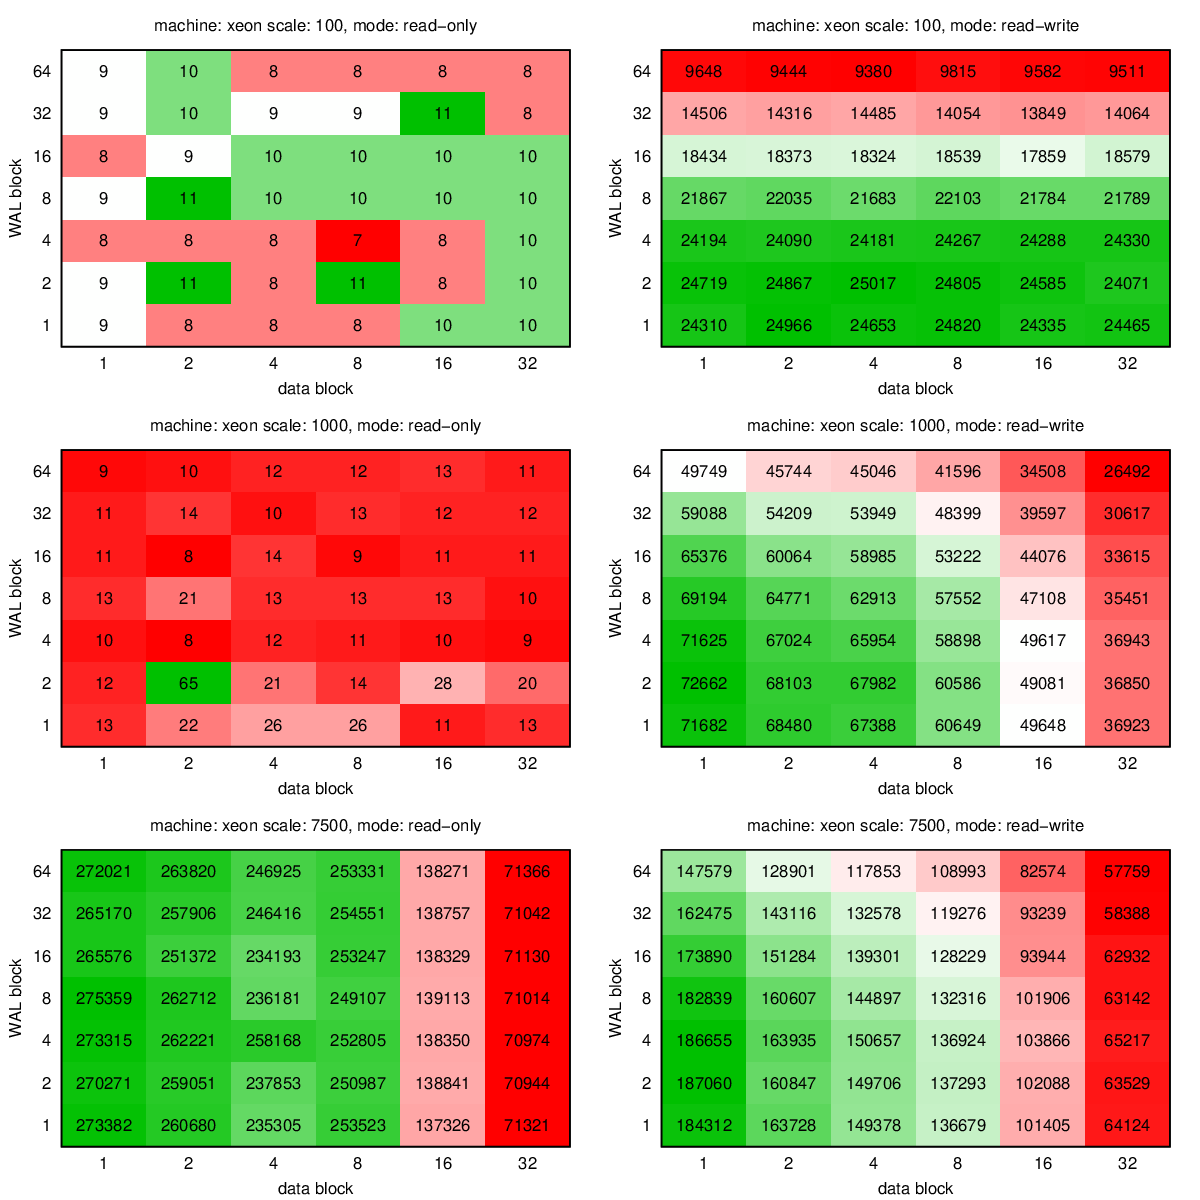 machine: xeon scale: 100, mode: read−only
64 9 10 8 8 8 8
32 9 10 9 9 11 8
16 8 9 10 10 10 10
8 9 11 10 10 10 10
4 8 8 8 7 8 10
2 9 11 8 11 8 10
1 9 8 8 8 10 10
1 2 4 8 16 32
WAL block
data block
machine: xeon scale: 100, mode: read−write
64 9648 9444 9380 9815 9582 9511
32 14506 14316 14485 14054 13849 14064
16 18434 18373 18324 18539 17859 18579
8 21867 22035 21683 22103 21784 21789
4 24194 24090 24181 24267 24288 24330
2 24719 24867 25017 24805 24585 24071
1 24310 24966 24653 24820 24335 24465
1 2 4 8 16 32
WAL block
data block
machine: xeon scale: 1000, mode: read−only
64 9 10 12 12 13 11
32 11 14 10 13 12 12
16 11 8 14 9 11 11
8 13 21 13 13 13 10
4 10 8 12 11 10 9
2 12 65 21 14 28 20
1 13 22 26 26 11 13
1 2 4 8 16 32
WAL block
data block
machine: xeon scale: 1000, mode: read−write
64 49749 45744 45046 41596 34508 26492
32 59088 54209 53949 48399 39597 30617
16 65376 60064 58985 53222 44076 33615
8 69194 64771 62913 57552 47108 35451
4 71625 67024 65954 58898 49617 36943
2 72662 68103 67982 60586 49081 36850
1 71682 68480 67388 60649 49648 36923
1 2 4 8 16 32
WAL block
data block
machine: xeon scale: 7500, mode: read−only
64 272021 263820 246925 253331 138271 71366
32 265170 257906 246416 254551 138757 71042
16 265576 251372 234193 253247 138329 71130
8 275359 262712 236181 249107 139113 71014
4 273315 262221 258168 252805 138350 70974
2 270271 259051 237853 250987 138841 70944
1 273382 260680 235305 253523 137326 71321
1 2 4 8 16 32
WAL block
data block
machine: xeon scale: 7500, mode: read−write
64 147579 128901 117853 108993 82574 57759
32 162475 143116 132578 119276 93239 58388
16 173890 151284 139301 128229 93944 62932
8 182839 160607 144897 132316 101906 63142
4 186655 163935 150657 136924 103866 65217
2 187060 160847 149706 137293 102088 63529
1 184312 163728 149378 136679 101405 64124
1 2 4 8 16 32
WAL block
data block